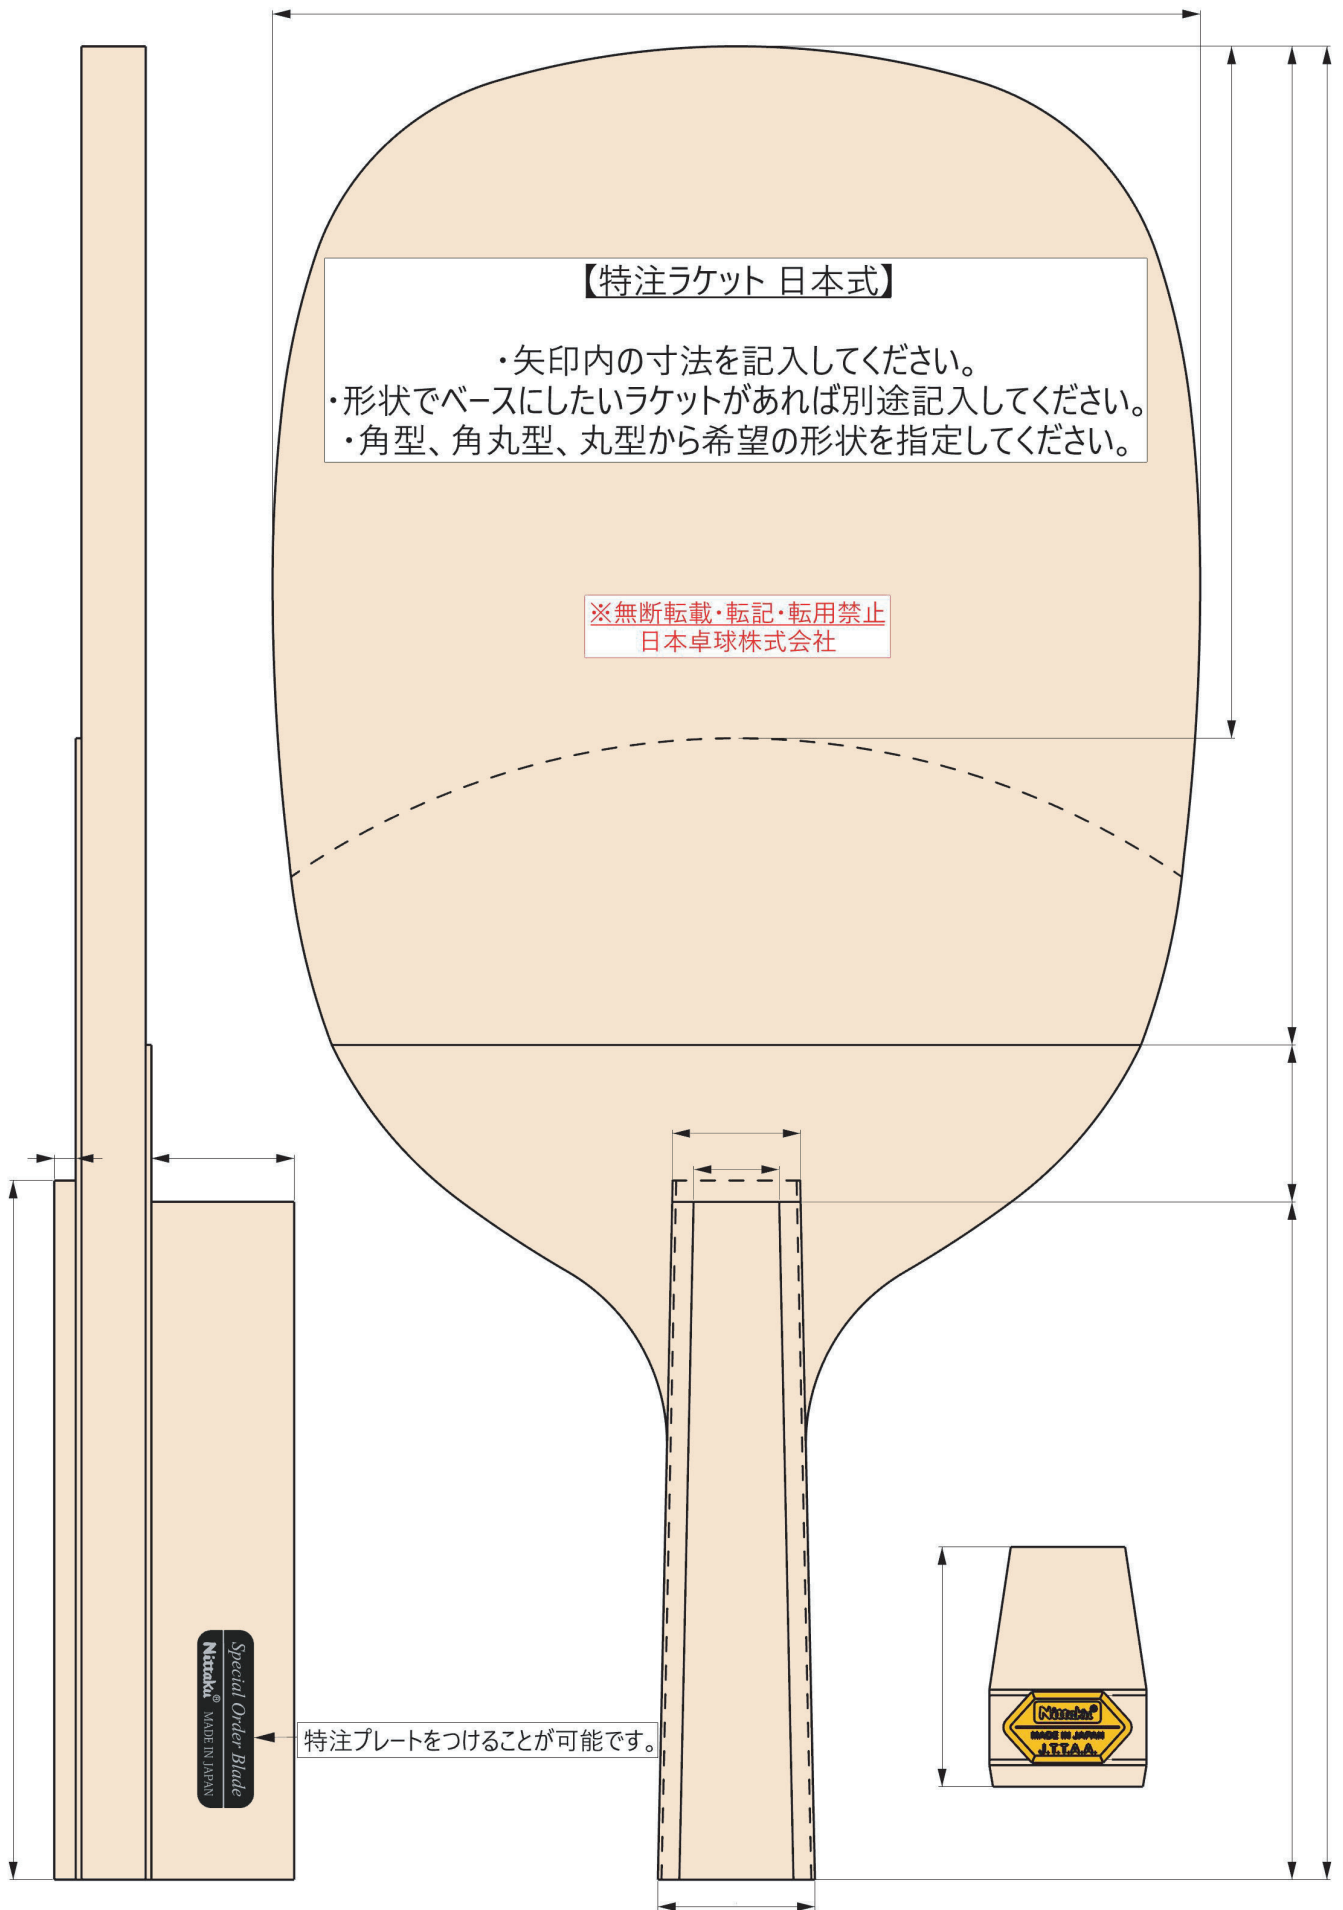 【特注ラケット 日本式】
・矢印内の寸法を記入してください。
・形状でベースにしたいラケットがあれば別途記入してください。
・角型、角丸型、丸型から希望の形状を指定してください。
※無断転載・転記・転用禁止
日本卓球株式会社
Special Order Blade
Nittaku® MADE IN JAPAN
特注プレートをつけることが可能です。
Nittaku®
MADE IN JAPAN
J.T.T.A.A.